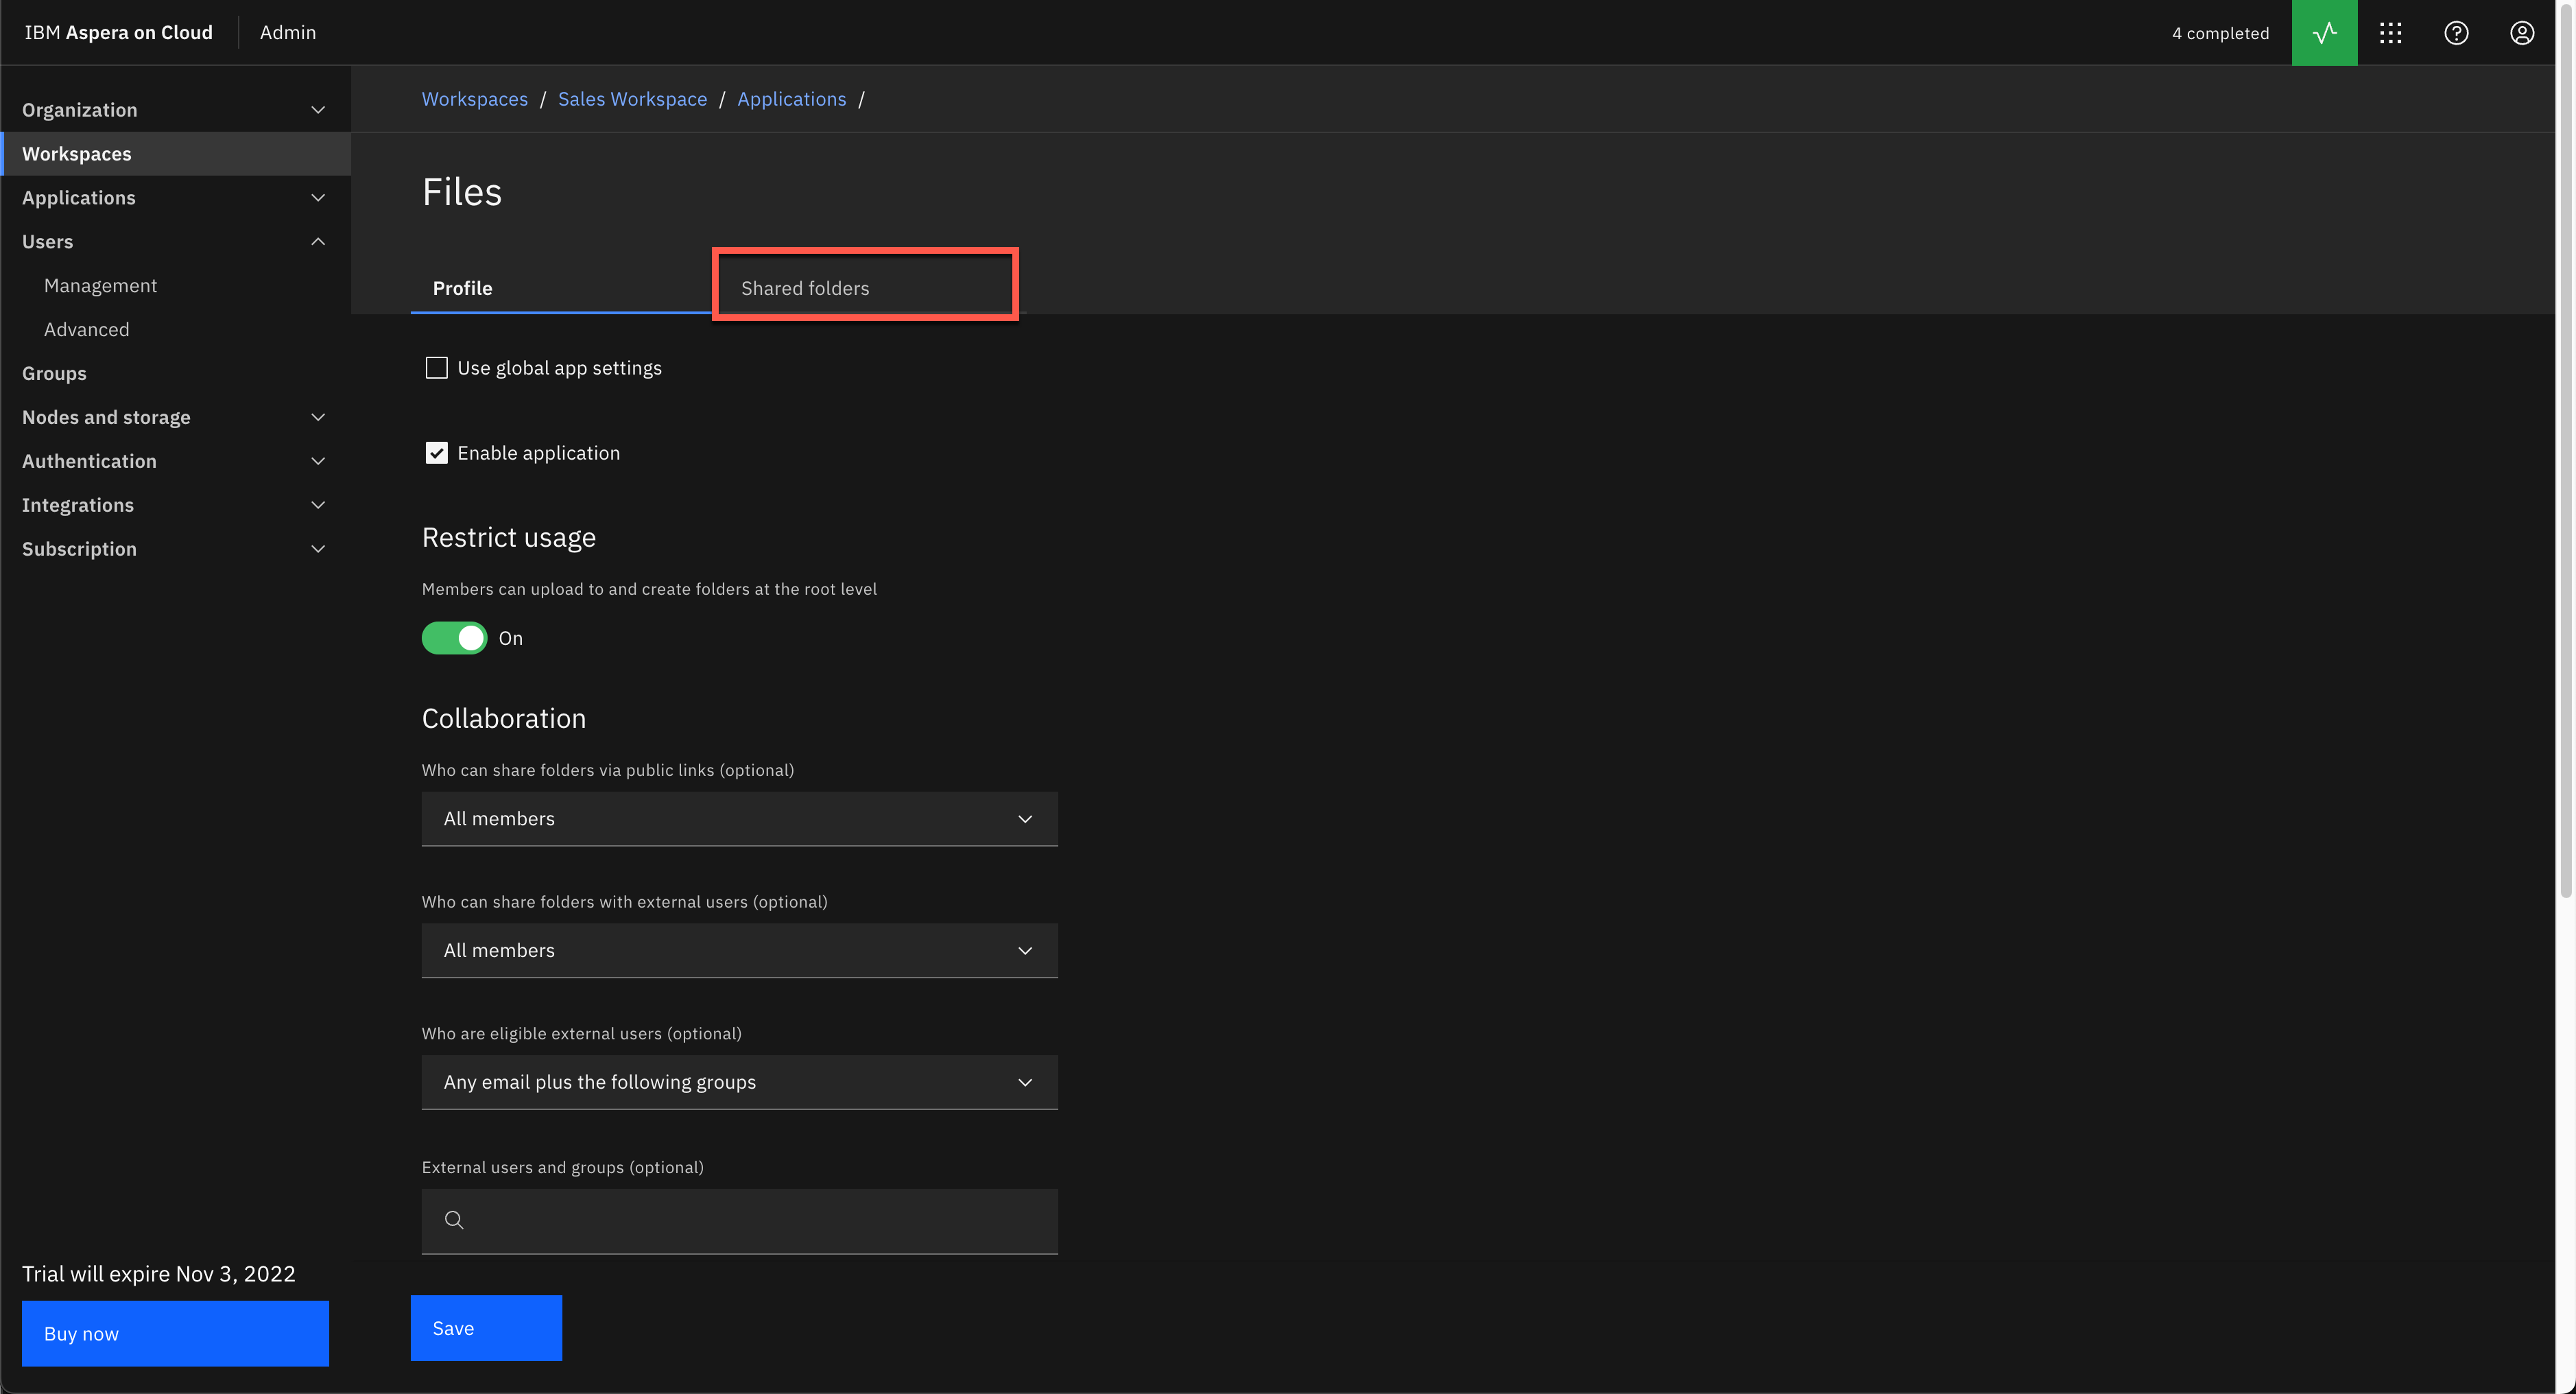 IBM Aspera on Cloud
Admin
4 completed
Organization
Workspaces
Applications
Users
Management
Advanced
Groups
Nodes and storage
Authentication
Integrations
Subscription
Trial will expire Nov 3, 2022
Buy now
Workspaces / Sales Workspace / Applications /
Files
Profile
Shared folders
Use global app settings
Enable application
Restrict usage
Members can upload to and create folders at the root level
On
Collaboration
Who can share folders via public links (optional)
All members
Who can share folders with external users (optional)
All members
Who are eligible external users (optional)
Any email plus the following groups
External users and groups (optional)
Save